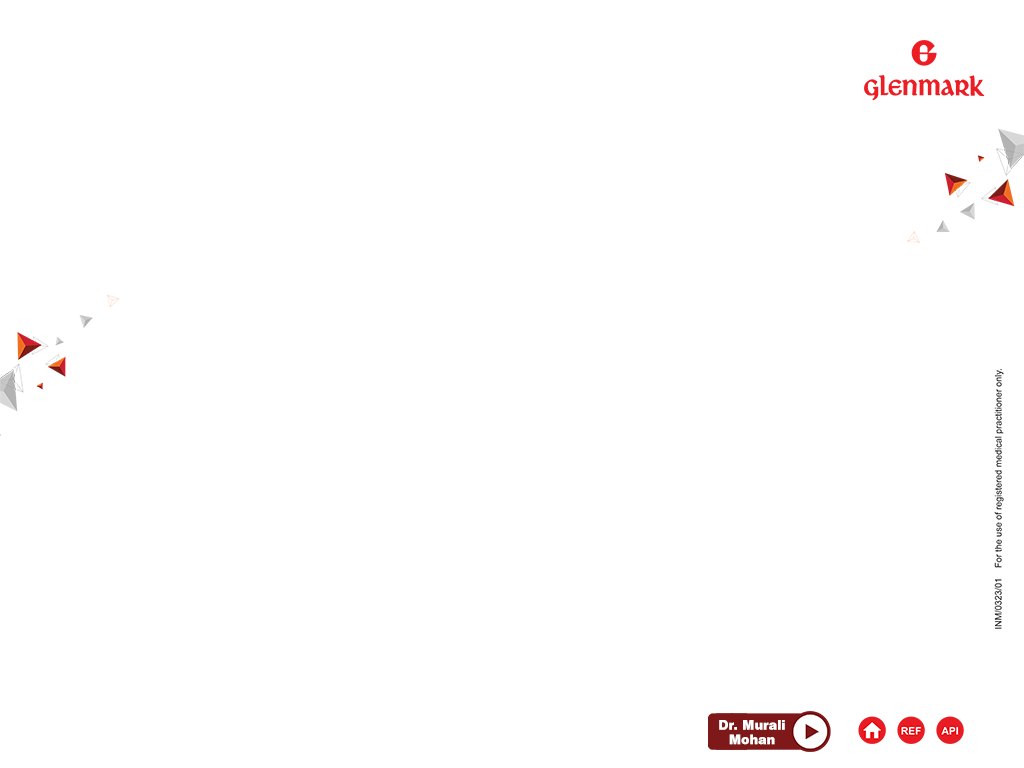 GLENMARK
INM/0323/01 For the use of registered medical practitioner only.
Dr. Murali
Mohan
REF
API